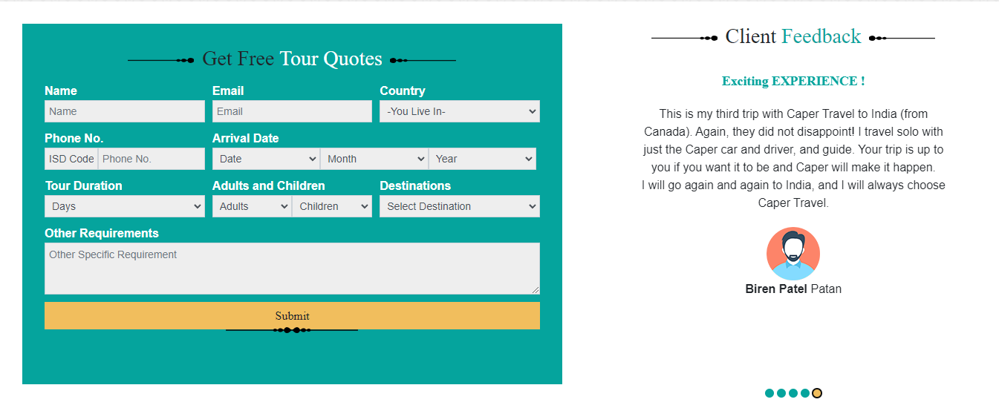 Get Free Tour Quotes
Name Email Country
Name Email -You Live In-
Phone No. Arrival Date
ISD Code Phone No. Date Month Year
Tour Duration Adults and Children Destinations
Days Adults Children Select Destination
Other Requirements
Other Specific Requirement
Submit
Client Feedback
Exciting EXPERIENCE !
This is my third trip with Caper Travel to India (from
Canada). Again, they did not disappoint! I travel solo with
just the Caper car and driver, and guide. Your trip is up to
you if you want it to be and Caper will make it happen.
I will go again and again to India, and I will always choose
Caper Travel.
Biren Patel Patan